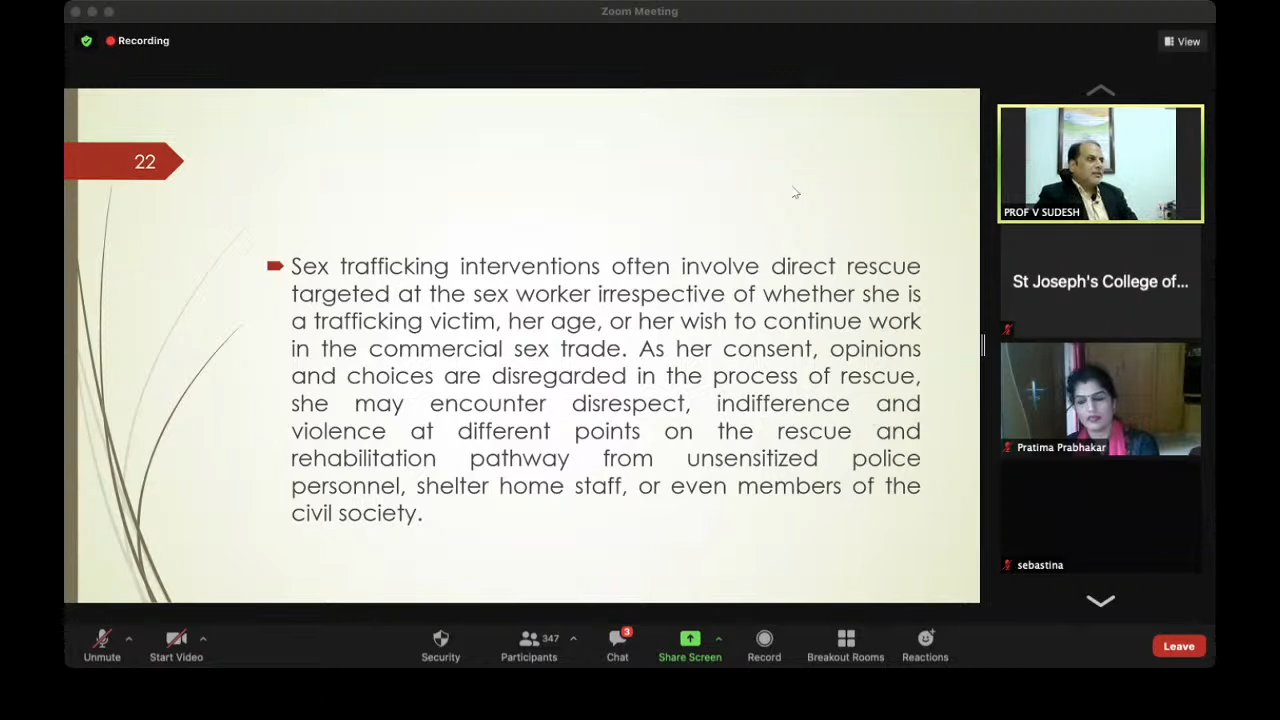 Zoom Meeting
Recording
View
22
Sex trafficking interventions often involve direct rescue
targeted at the sex worker irrespective of whether she is
a trafficking victim, her age, or her wish to continue work
in the commercial sex trade. As her consent, opinions
and choices are disregarded in the process of rescue,
she may encounter disrespect, indifference and
violence at different points on the rescue and
rehabilitation pathway from unsensitized police
personnel, shelter home staff, or even members of the
civil society.
PROF V SUDESH
St Joseph's College of...
Pratima Prabhakar
sebastina
Unmute
Start Video
Security
347
Participants
3
Chat
Share Screen
Record
Breakout Rooms
Reactions
Leave